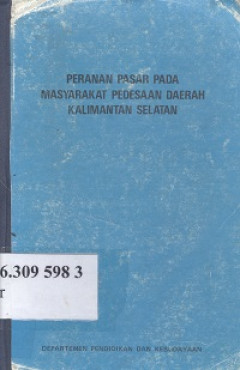 PERANAN PASAR PADA
MASYARAKAT PEDESAAN DAERAH
KALIMANTAN SELATAN
6.309 598 3
r
DEPARTEMEN PENDIDIKAN DAN KEBUDAYAAN